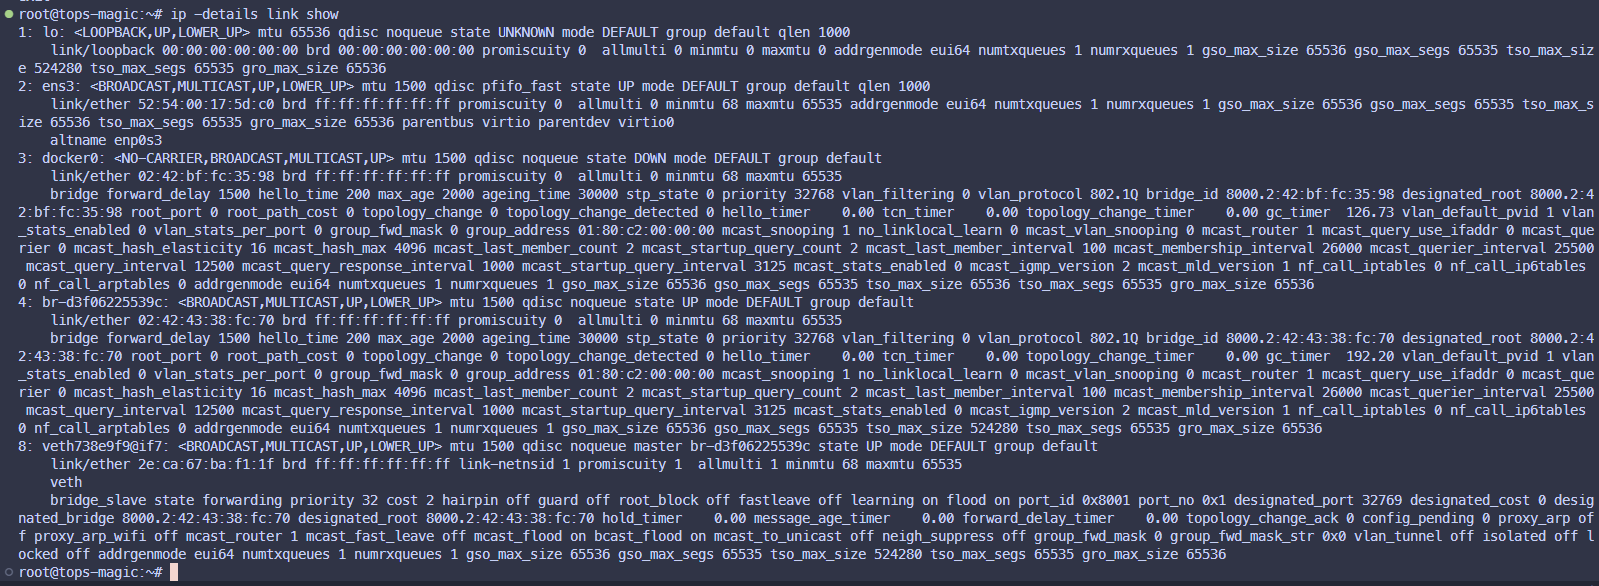 root@tops-magic:~# ip -details link show
1: lo: <LOOPBACK,UP,LOWER_UP> mtu 65536 qdisc noqueue state UNKNOWN mode DEFAULT group default qlen 1000
    link/loopback 00:00:00:00:00:00 brd 00:00:00:00:00:00 promiscuity 0  allmulti 0 minmtu 0 maxmtu 0 addrgenmode eui64 numtxqueues 1 numrxqueues 1 gso_max_size 65536 gso_max_segs 65535 tso_max_siz
e 524280 tso_max_segs 65535 gro_max_size 65536
2: ens3: <BROADCAST,MULTICAST,UP,LOWER_UP> mtu 1500 qdisc pfifo_fast state UP mode DEFAULT group default qlen 1000
    link/ether 52:54:00:17:5d:c0 brd ff:ff:ff:ff:ff:ff promiscuity 0  allmulti 0 minmtu 68 maxmtu 65535 addrgenmode eui64 numtxqueues 1 numrxqueues 1 gso_max_size 65536 gso_max_segs 65535 tso_max_s
ize 65536 tso_max_segs 65535 gro_max_size 65536 parentbus virtio parentdev virtio0
    altname enp0s3
3: docker0: <NO-CARRIER,BROADCAST,MULTICAST,UP> mtu 1500 qdisc noqueue state DOWN mode DEFAULT group default
    link/ether 02:42:bf:fc:35:98 brd ff:ff:ff:ff:ff:ff promiscuity 0  allmulti 0 minmtu 68 maxmtu 65535
    bridge forward_delay 1500 hello_time 200 max_age 2000 ageing_time 30000 stp_state 0 priority 32768 vlan_filtering 0 vlan_protocol 802.1Q bridge_id 8000.2:42:bf:fc:35:98 designated_root 8000.2:4
2:bf:fc:35:98 root_port 0 root_path_cost 0 topology_change 0 topology_change_detected 0 hello_timer    0.00 tcn_timer    0.00 topology_change_timer    0.00 gc_timer  126.73 vlan_default_pvid 1 vlan
_stats_enabled 0 vlan_stats_per_port 0 group_fwd_mask 0 group_address 01:80:c2:00:00:00 mcast_snooping 1 no_linklocal_learn 0 mcast_vlan_snooping 0 mcast_router 1 mcast_query_use_ifaddr 0 mcast_que
rier 0 mcast_hash_elasticity 16 mcast_hash_max 4096 mcast_last_member_count 2 mcast_startup_query_count 2 mcast_last_member_interval 100 mcast_membership_interval 26000 mcast_querier_interval 25500
 mcast_query_interval 12500 mcast_query_response_interval 1000 mcast_startup_query_interval 3125 mcast_stats_enabled 0 mcast_igmp_version 2 mcast_mld_version 1 nf_call_iptables 0 nf_call_ip6tables
0 nf_call_arptables 0 addrgenmode eui64 numtxqueues 1 numrxqueues 1 gso_max_size 65536 gso_max_segs 65535 tso_max_size 65536 tso_max_segs 65535 gro_max_size 65536
4: br-d3f06225539c: <BROADCAST,MULTICAST,UP,LOWER_UP> mtu 1500 qdisc noqueue state UP mode DEFAULT group default
    link/ether 02:42:43:38:fc:70 brd ff:ff:ff:ff:ff:ff promiscuity 0  allmulti 0 minmtu 68 maxmtu 65535
    bridge forward_delay 1500 hello_time 200 max_age 2000 ageing_time 30000 stp_state 0 priority 32768 vlan_filtering 0 vlan_protocol 802.1Q bridge_id 8000.2:42:43:38:fc:70 designated_root 8000.2:4
2:43:38:fc:70 root_port 0 root_path_cost 0 topology_change 0 topology_change_detected 0 hello_timer    0.00 tcn_timer    0.00 topology_change_timer    0.00 gc_timer  192.20 vlan_default_pvid 1 vlan
_stats_enabled 0 vlan_stats_per_port 0 group_fwd_mask 0 group_address 01:80:c2:00:00:00 mcast_snooping 1 no_linklocal_learn 0 mcast_vlan_snooping 0 mcast_router 1 mcast_query_use_ifaddr 0 mcast_que
rier 0 mcast_hash_elasticity 16 mcast_hash_max 4096 mcast_last_member_count 2 mcast_startup_query_count 2 mcast_last_member_interval 100 mcast_membership_interval 26000 mcast_querier_interval 25500
 mcast_query_interval 12500 mcast_query_response_interval 1000 mcast_startup_query_interval 3125 mcast_stats_enabled 0 mcast_igmp_version 2 mcast_mld_version 1 nf_call_iptables 0 nf_call_ip6tables
0 nf_call_arptables 0 addrgenmode eui64 numtxqueues 1 numrxqueues 1 gso_max_size 65536 gso_max_segs 65535 tso_max_size 524280 tso_max_segs 65535 gro_max_size 65536
8: veth738e9f9@if7: <BROADCAST,MULTICAST,UP,LOWER_UP> mtu 1500 qdisc noqueue master br-d3f06225539c state UP mode DEFAULT group default
    link/ether 2e:ca:67:ba:f1:1f brd ff:ff:ff:ff:ff:ff link-netnsid 1 promiscuity 1  allmulti 1 minmtu 68 maxmtu 65535
    veth
    bridge_slave state forwarding priority 32 cost 2 hairpin off guard off root_block off fastleave off learning on flood on port_id 0x8001 port_no 0x1 designated_port 32769 designated_cost 0 desig
nated_bridge 8000.2:42:43:38:fc:70 designated_root 8000.2:42:43:38:fc:70 hold_timer    0.00 message_age_timer    0.00 forward_delay_timer    0.00 topology_change_ack 0 config_pending 0 proxy_arp of
f proxy_arp_wifi off mcast_router 1 mcast_fast_leave off mcast_flood on bcast_flood on mcast_to_unicast off neigh_suppress off group_fwd_mask 0 group_fwd_mask_str 0x0 vlan_tunnel off isolated off l
ocked off addrgenmode eui64 numtxqueues 1 numrxqueues 1 gso_max_size 65536 gso_max_segs 65535 tso_max_size 524280 tso_max_segs 65535 gro_max_size 65536
root@tops-magic:~#